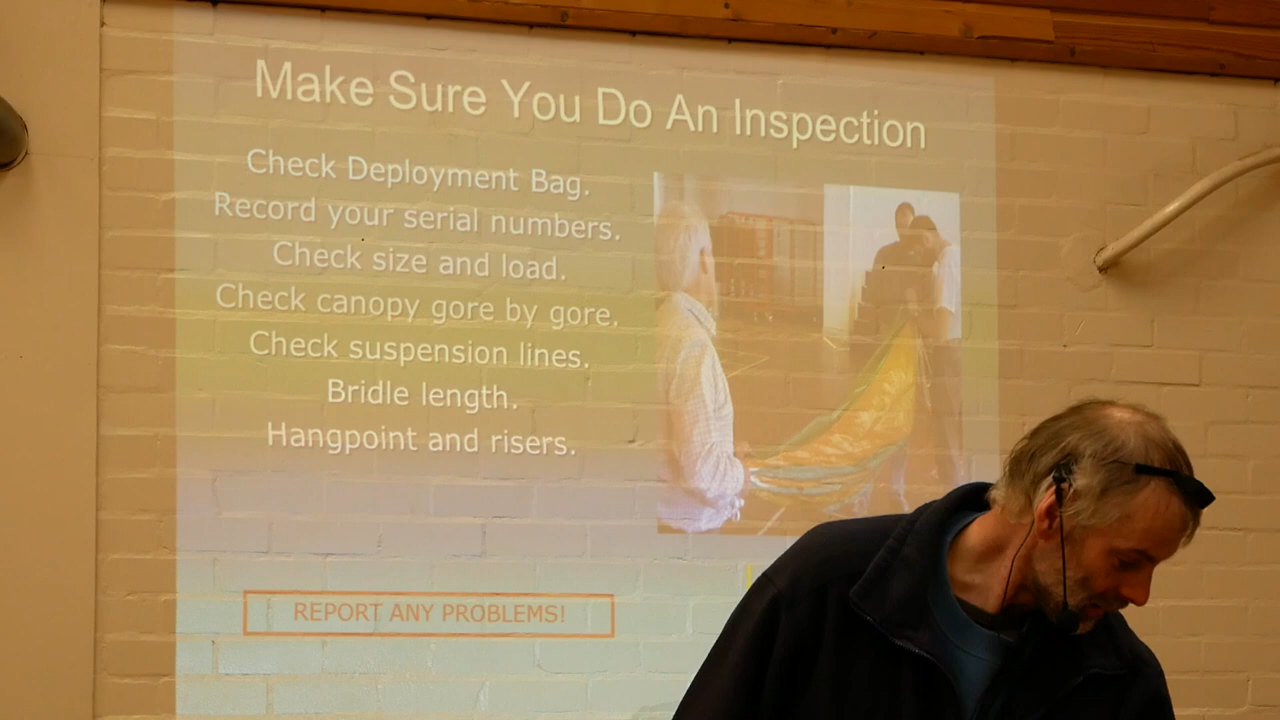 Make Sure You Do An Inspection
Check Deployment Bag.
Record your serial numbers.
Check size and load.
Check canopy gore by gore.
Check suspension lines.
Bridle length.
Hangpoint and risers.
REPORT ANY PROBLEMS!